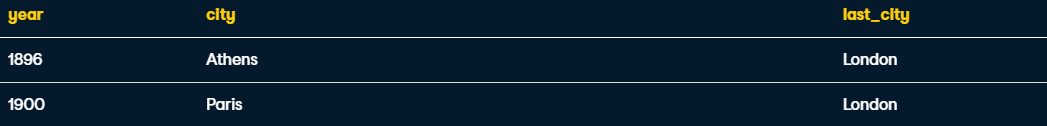 year city last_city
1896 Athens London
1900 Paris London